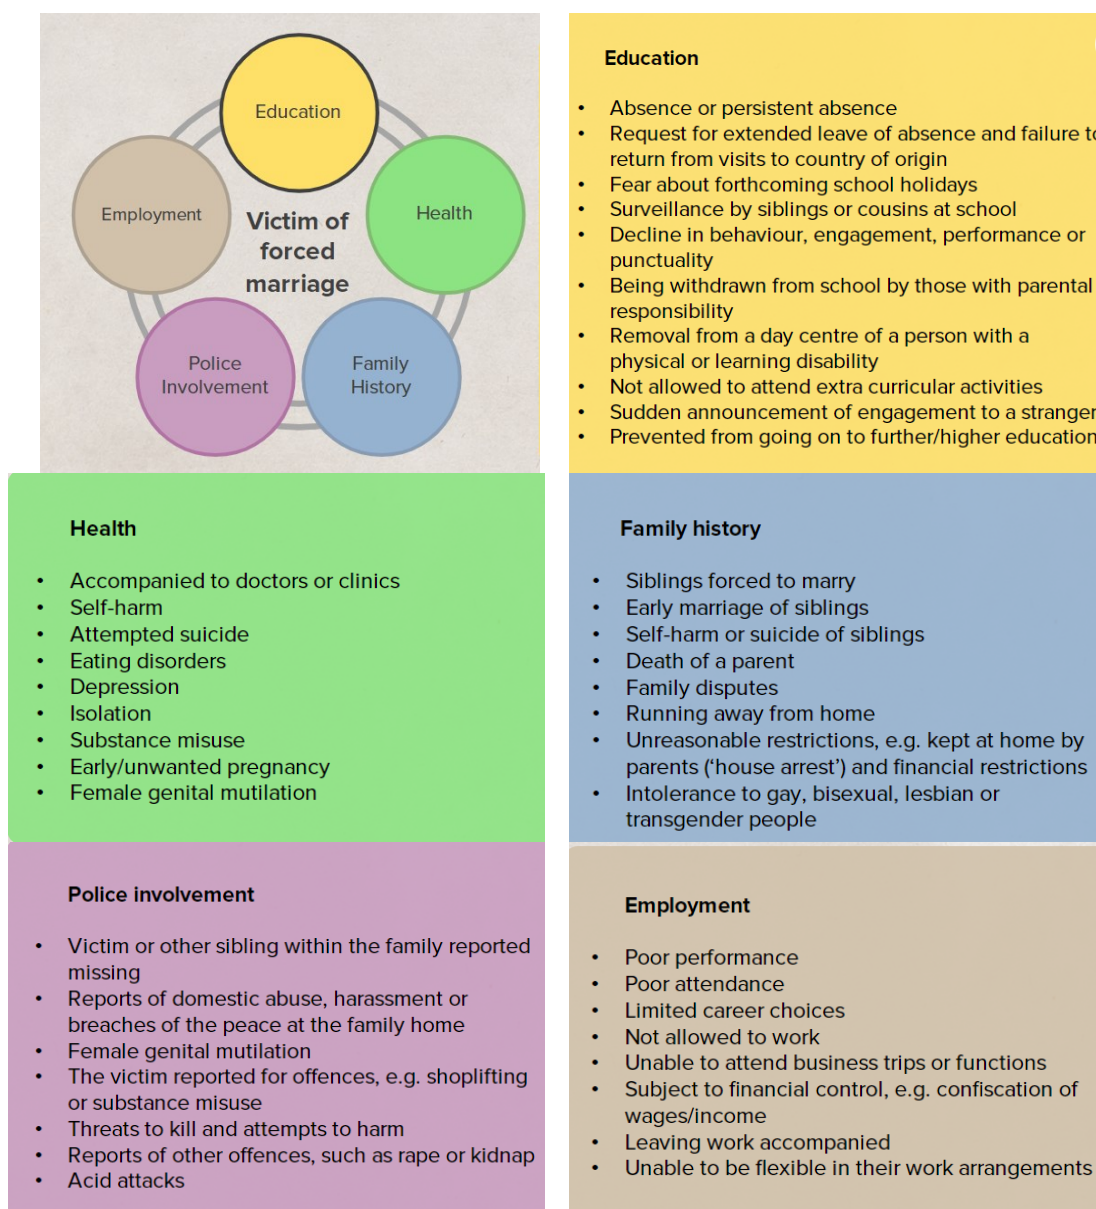 Education
Employment
Health
Victim of
forced
marriage
Police
Involvement
Family
History
Education
• Absence or persistent absence
• Request for extended leave of absence and failure to
return from visits to country of origin
• Fear about forthcoming school holidays
• Surveillance by siblings or cousins at school
• Decline in behaviour, engagement, performance or
punctuality
• Being withdrawn from school by those with parental
responsibility
• Removal from a day centre of a person with a
physical or learning disability
• Not allowed to attend extra curricular activities
• Sudden announcement of engagement to a stranger
• Prevented from going on to further/higher education
Health
• Accompanied to doctors or clinics
• Self-harm
• Attempted suicide
• Eating disorders
• Depression
• Isolation
• Substance misuse
• Early/unwanted pregnancy
• Female genital mutilation
Family history
• Siblings forced to marry
• Early marriage of siblings
• Self-harm or suicide of siblings
• Death of a parent
• Family disputes
• Running away from home
• Unreasonable restrictions, e.g. kept at home by
parents (‘house arrest’) and financial restrictions
• Intolerance to gay, bisexual, lesbian or
transgender people
Police involvement
• Victim or other sibling within the family reported
missing
• Reports of domestic abuse, harassment or
breaches of the peace at the family home
• Female genital mutilation
• The victim reported for offences, e.g. shoplifting
or substance misuse
• Threats to kill and attempts to harm
• Reports of other offences, such as rape or kidnap
• Acid attacks
Employment
• Poor performance
• Poor attendance
• Limited career choices
• Not allowed to work
• Unable to attend business trips or functions
• Subject to financial control, e.g. confiscation of
wages/income
• Leaving work accompanied
• Unable to be flexible in their work arrangements